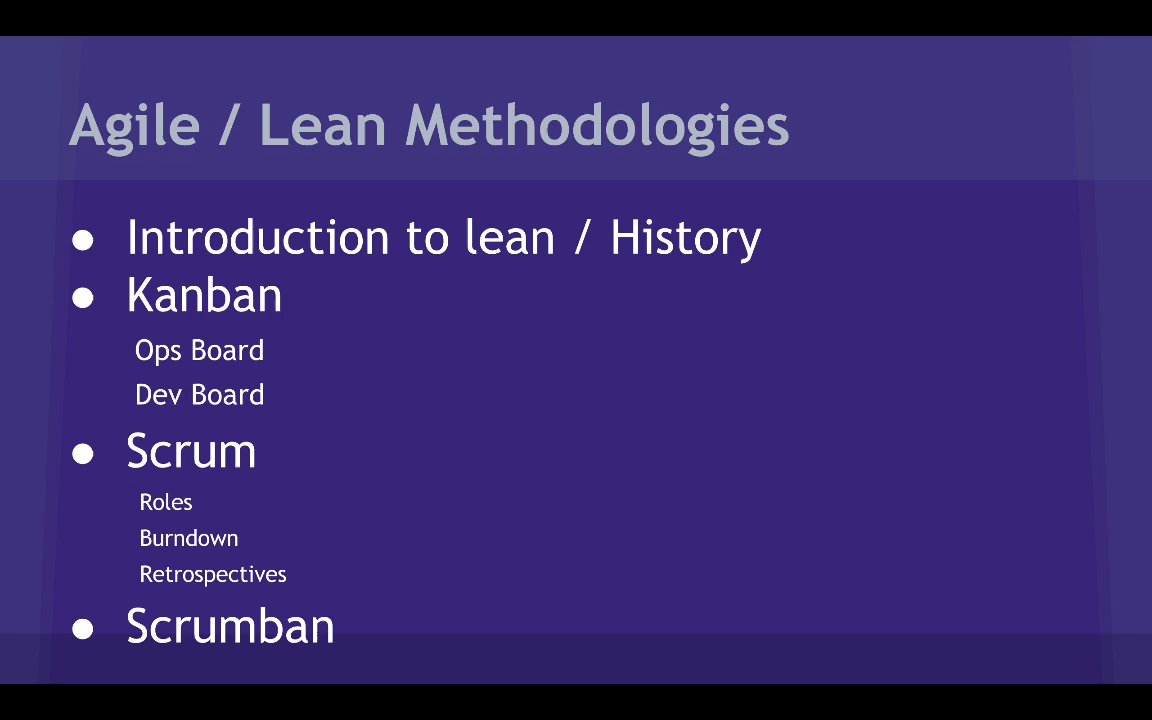 Agile / Lean Methodologies
● Introduction to lean / History
● Kanban
Ops Board
Dev Board
● Scrum
Roles
Burndown
Retrospectives
● Scrumban